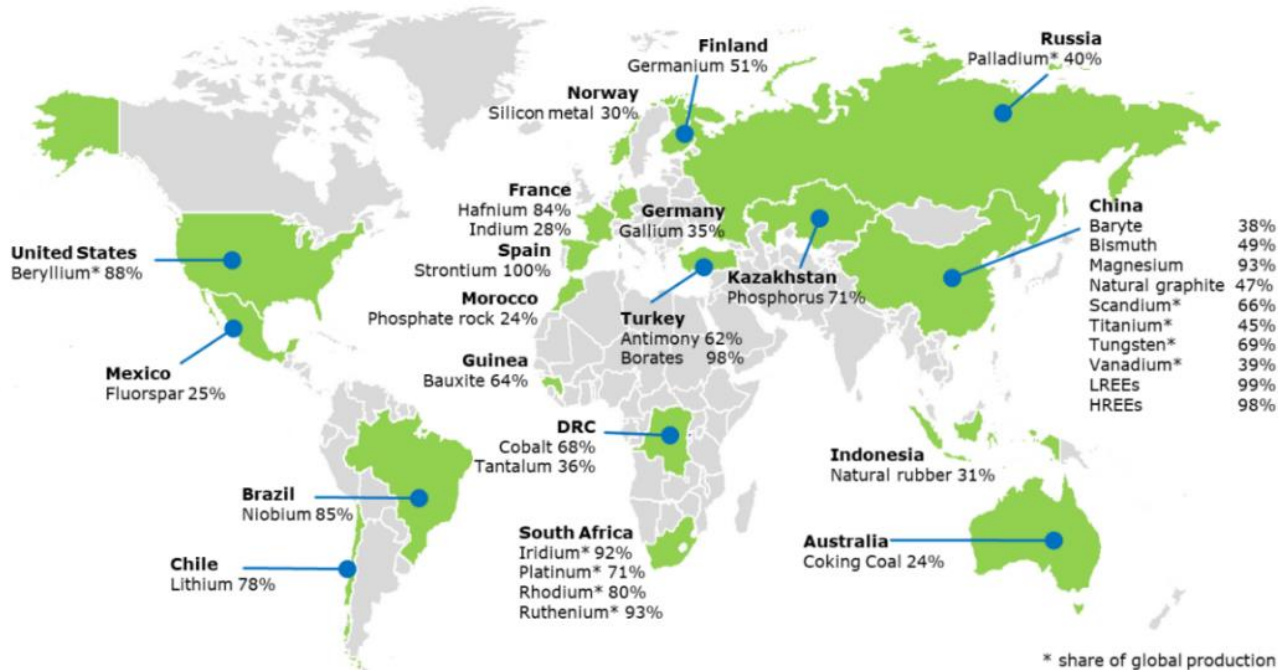 Finland
Germanium 51%
Russia
Palladium* 40%
Norway
Silicon metal 30%
France
Hafnium 84%
Indium 28%
Germany
Gallium 35%
Spain
Strontium 100%
United States
Beryllium* 88%
Kazakhstan
Phosphorus 71%
China
Baryte 38%
Bismuth 49%
Magnesium 93%
Natural graphite 47%
Scandium* 66%
Titanium* 45%
Tungsten* 69%
Vanadium* 39%
LREEs 99%
HREEs 98%
Morocco
Phosphate rock 24%
Turkey
Antimony 62%
Borates 98%
Mexico
Fluorspar 25%
Guinea
Bauxite 64%
DRC
Cobalt 68%
Tantalum 36%
Indonesia
Natural rubber 31%
Brazil
Niobium 85%
South Africa
Iridium* 92%
Platinum* 71%
Rhodium* 80%
Ruthenium* 93%
Australia
Coking Coal 24%
Chile
Lithium 78%
* share of global production